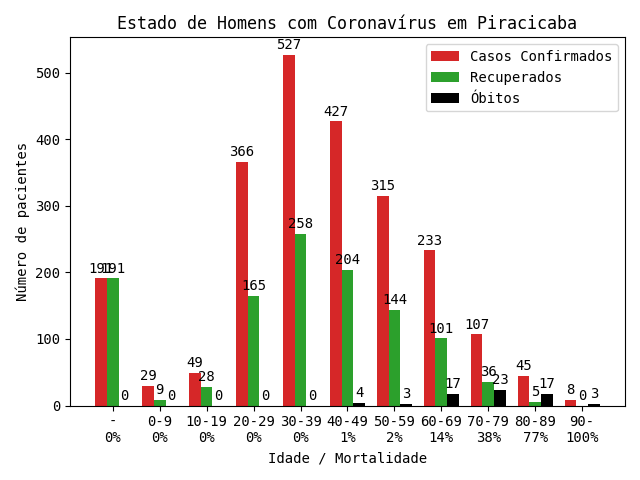 Estado de Homens com Coronavírus em Piracicaba
Casos Confirmados
Recuperados
Óbitos
Número de pacientes
500
400
300
200
100
0
191 191 0
29 9 0
49 28 0
366 165 0
527 258 0
427 204 4
315 144 3
233 101 17
107 36 23
45 5 17
8 0 3
- 0-9 10-19 20-29 30-39 40-49 50-59 60-69 70-79 80-89 90-
0% 0% 0% 0% 0% 1% 2% 14% 38% 77% 100%
Idade / Mortalidade